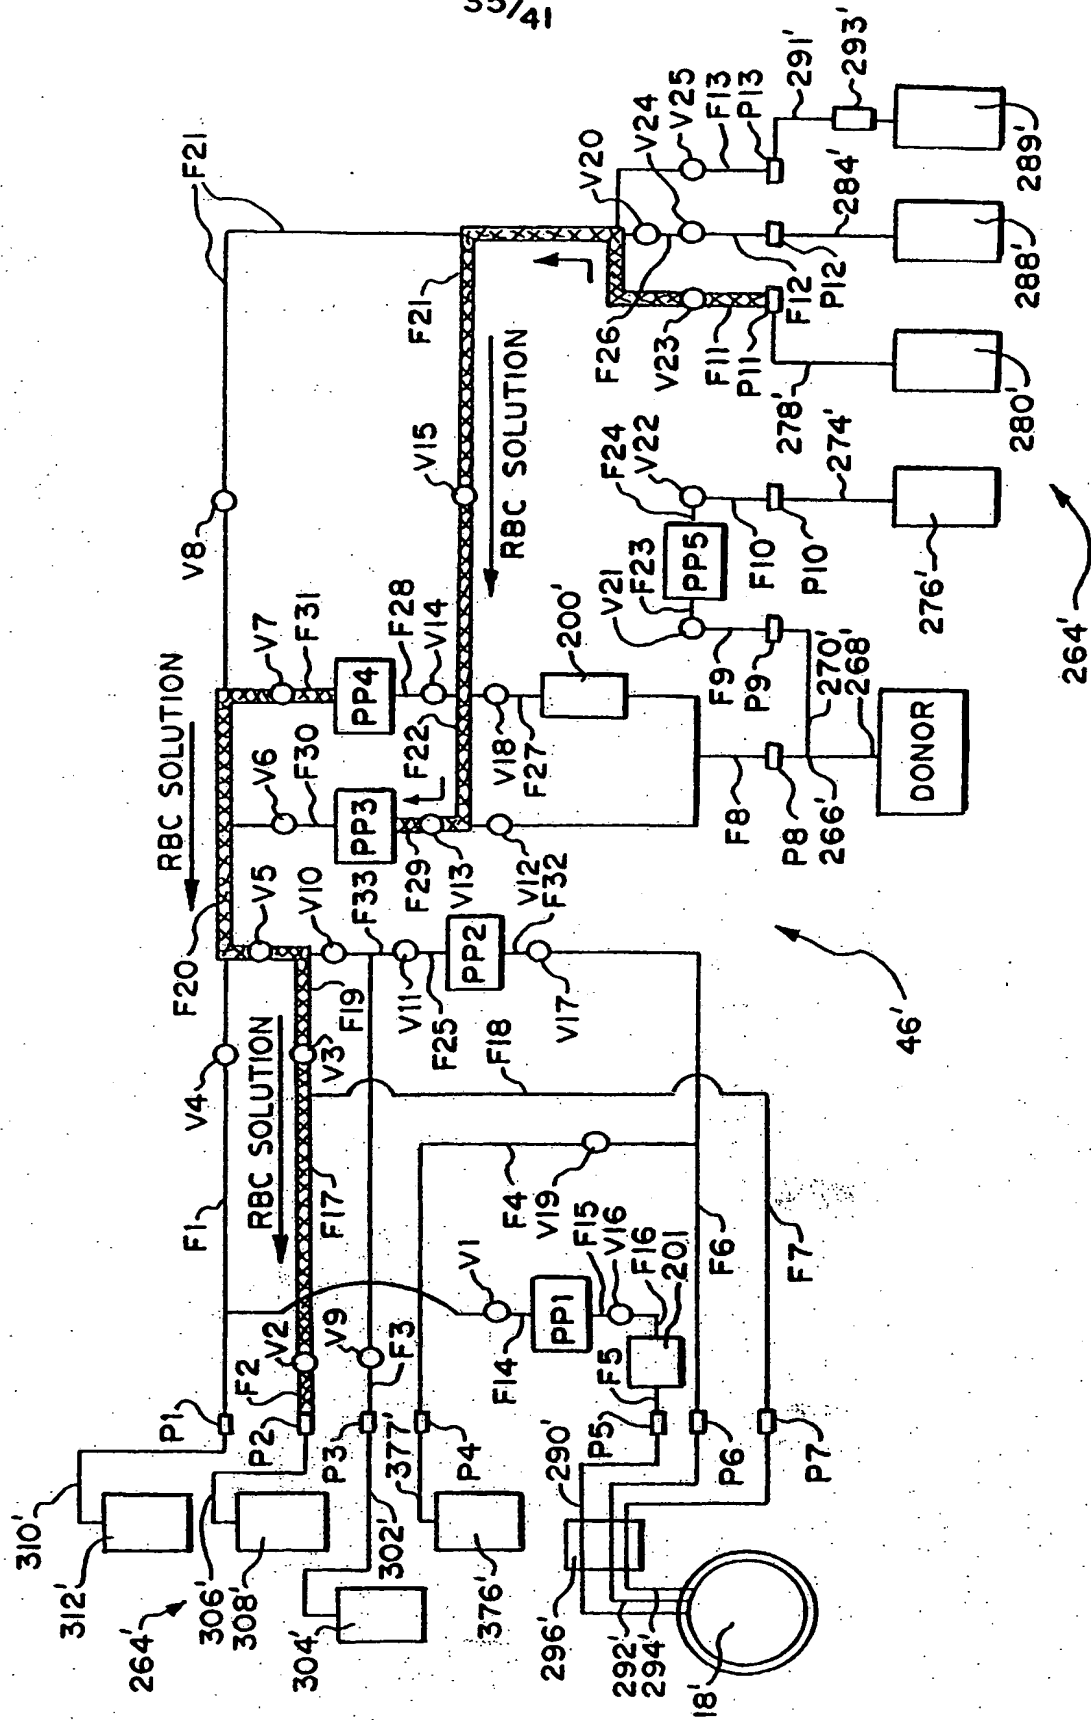 35/41
310'
312'
264'
306'
308'
304'
302'
377'
376'
296'
290'
292'
294'
18'
P1
P2
P3
P4
P5
P6
P7
F1
F2
V2
V9
F3
F17
RBC SOLUTION
V4
V3
F19
F20
V5
V10
F33
V11
F25
PP2
F32
V17
F18
F4
V19
V1
F14
PP1
F15
V16
F16
201
F5
F6
F7
RBC SOLUTION
V6
F30
PP3
F29
V13
V12
V7
F31
PP4
F28
V14
F22
V18
F27
200'
V8
F21
F21
V15
RBC SOLUTION
F8
P8
266'
DONOR
268'
270'
P9
F9
V21
F23
PP5
F24
V22
F10
P10
274'
276'
F26
V23
F11
P11
278'
280'
V20
V24
F12
P12
284'
288'
V25
F13
P13
291'
293'
289'
46'
264'